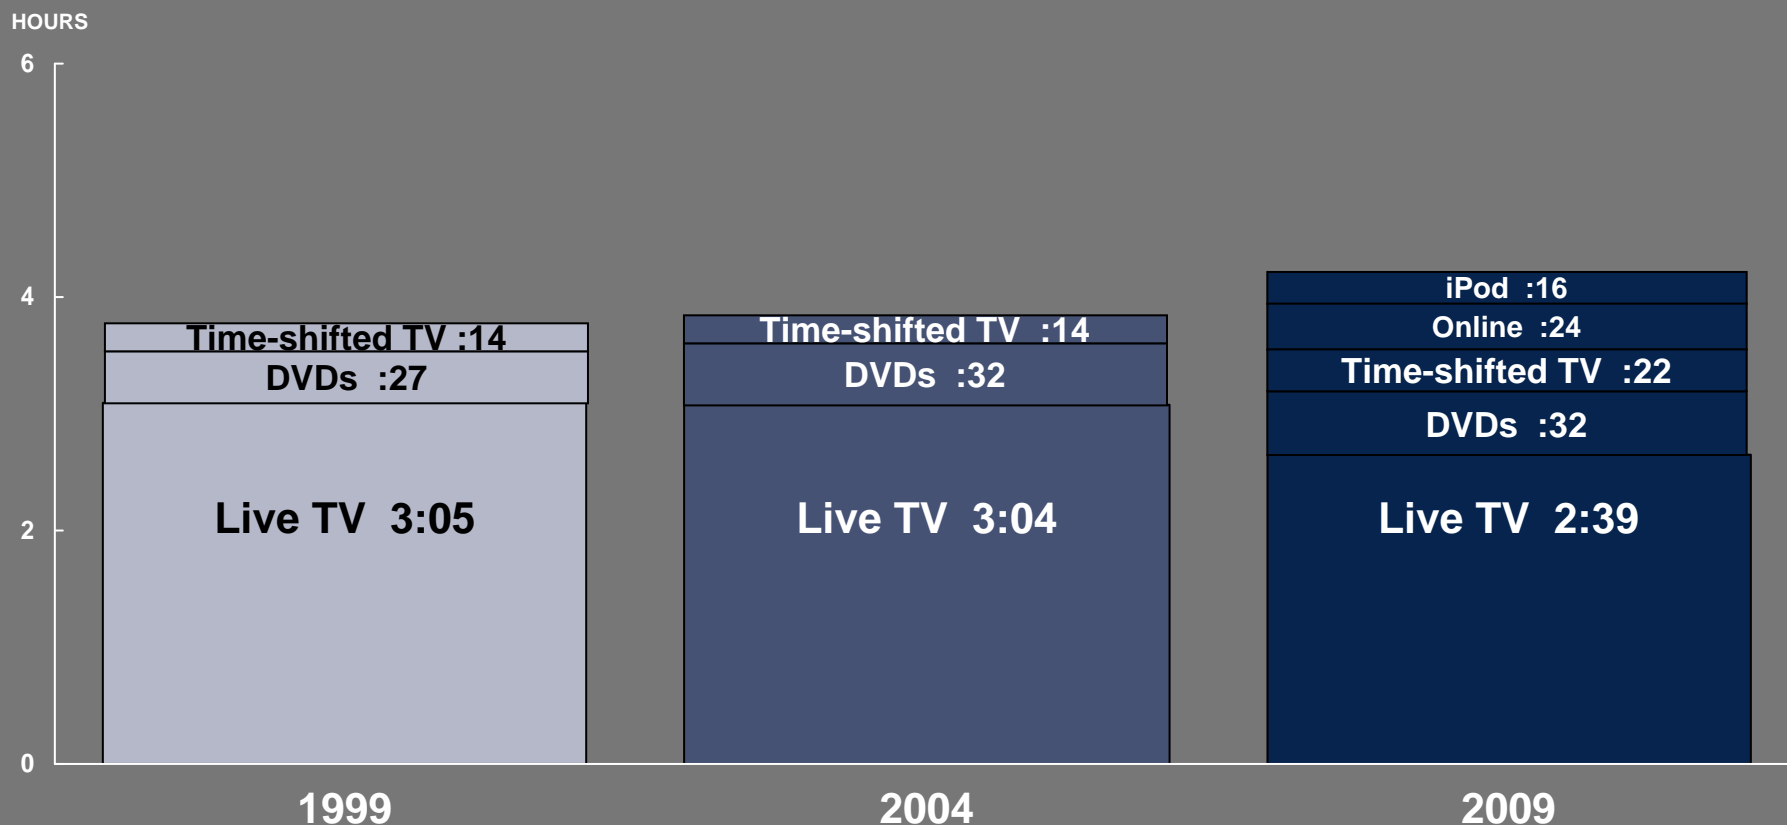 HOURS
6
4
2
0
Time-shifted TV :14
DVDs :27
Live TV 3:05
1999
Time-shifted TV :14
DVDs :32
Live TV 3:04
2004
iPod :16
Online :24
Time-shifted TV :22
DVDs :32
Live TV 2:39
2009